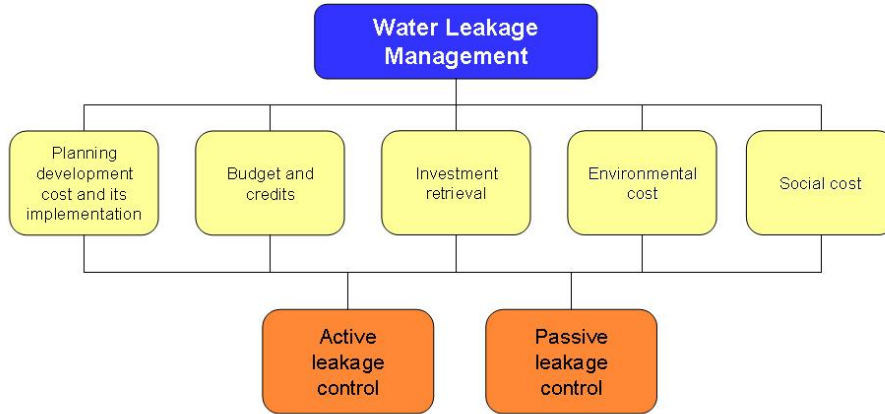 Water Leakage
Management
Planning
development
cost and its
implementation
Budget and
credits
Investment
retrieval
Environmental
cost
Social cost
Active
leakage
control
Passive
leakage
control